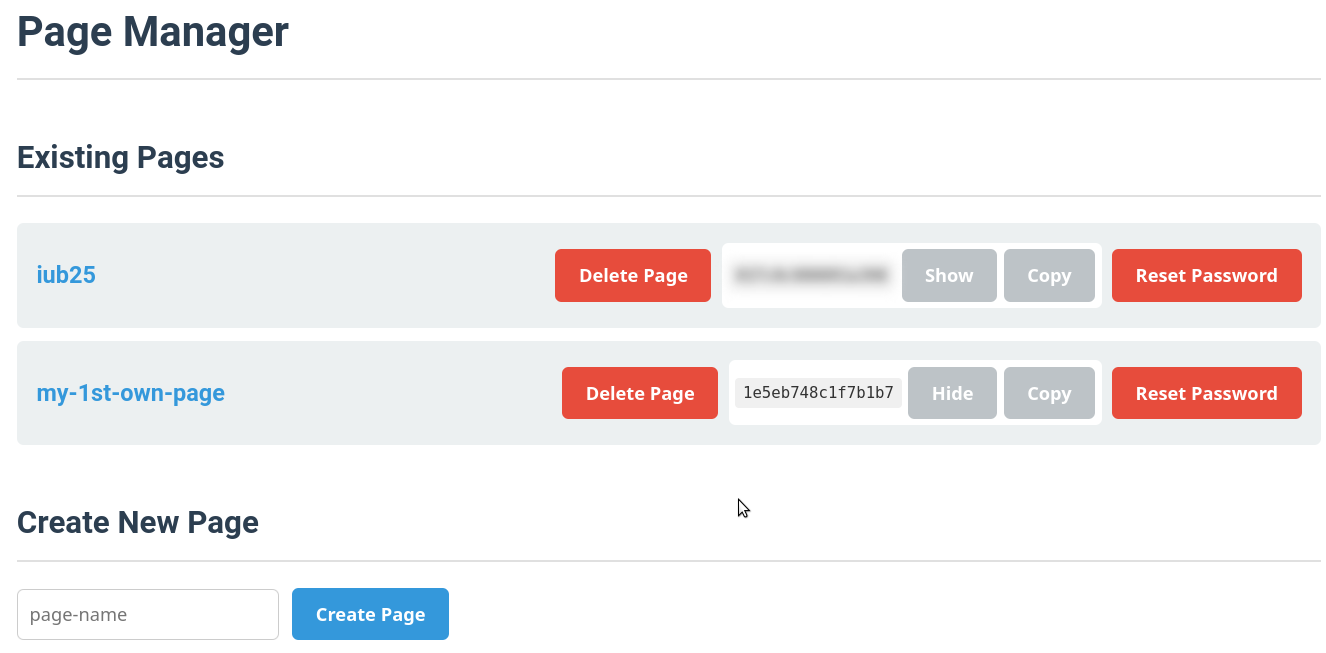 Page Manager
Existing Pages
iub25 Delete Page Show Copy Reset Password
my-1st-own-page Delete Page 1e5eb748c1f7b1b7 Hide Copy Reset Password
Create New Page
page-name Create Page